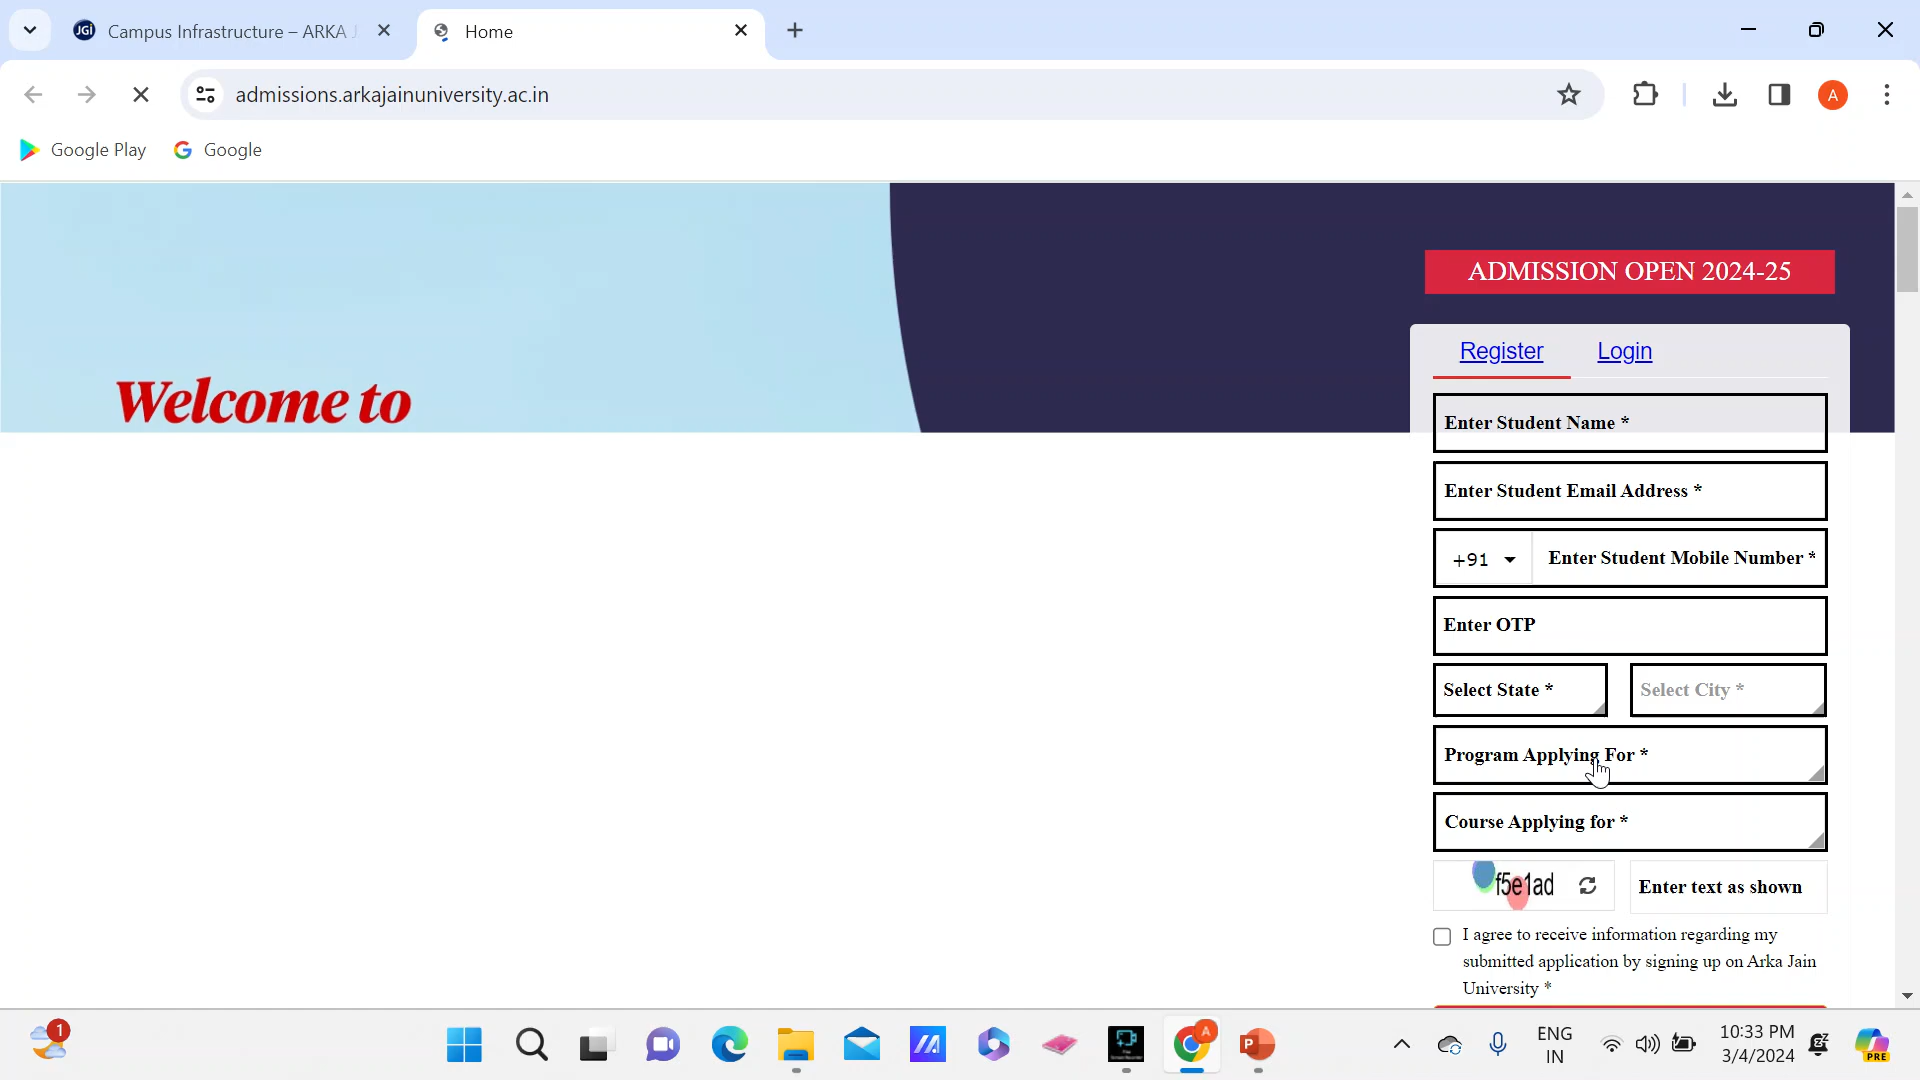 Campus Infrastructure – ARKA J
Home
admissions.arkajainuniversity.ac.in
A
Google Play
Google
ADMISSION OPEN 2024-25
Register Login
Welcome to
Enter Student Name *
Enter Student Email Address *
+91 Enter Student Mobile Number *
Enter OTP
Select State * Select City *
Program Applying For *
Course Applying for *
f5e1ad Enter text as shown
I agree to receive information regarding my
submitted application by signing up on Arka Jain
University *
1
A
P
ENG
IN
10:33 PM
3/4/2024
PRE